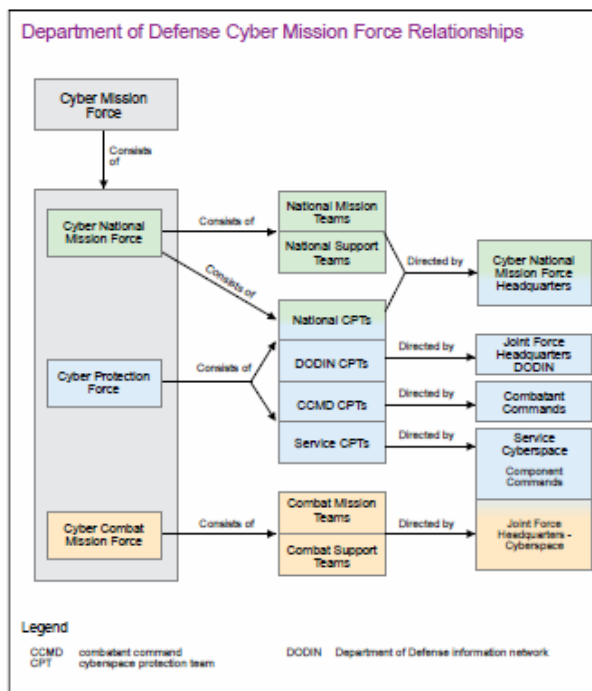 Department of Defense Cyber Mission Force Relationships
Cyber Mission
Force
Consists
of
Cyber National
Mission Force
Consists of
National Mission
Teams
National Support
Teams
Directed by
Cyber National
Mission Force
Headquarters
Consists of
National CPTs
Cyber Protection
Force
Consists of
DODIN CPTs
Directed by
Joint Force
Headquarters
DODIN
CCMD CPTs
Directed by
Combatant
Commands
Service CPTs
Directed by
Service
Cyberspace
Component
Commands
Cyber Combat
Mission Force
Consists of
Combat Mission
Teams
Combat Support
Teams
Directed by
Joint Force
Headquarters -
Cyberspace
Legend
CCMD combatant command
CPT cyberspace protection team
DODIN Department of Defense information network